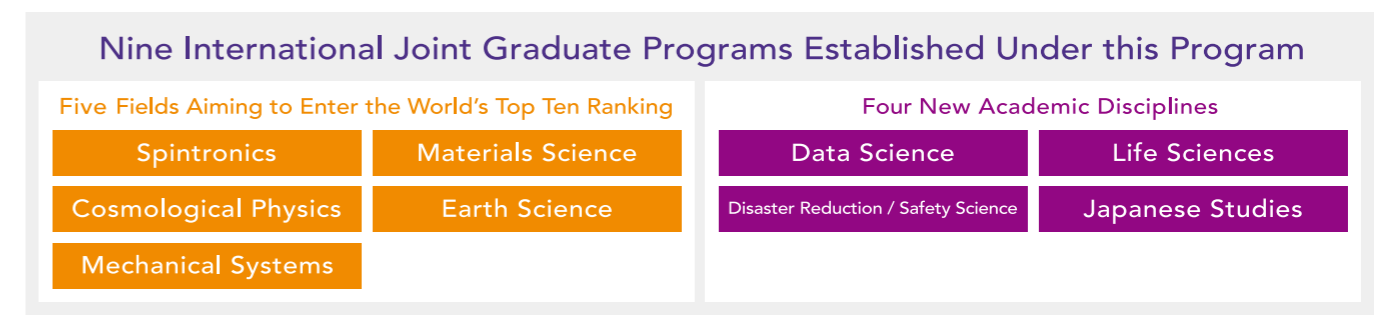 Nine International Joint Graduate Programs Established Under this Program
Five Fields Aiming to Enter the World's Top Ten Ranking
Spintronics
Materials Science
Cosmological Physics
Earth Science
Mechanical Systems
Four New Academic Disciplines
Data Science
Life Sciences
Disaster Reduction / Safety Science
Japanese Studies